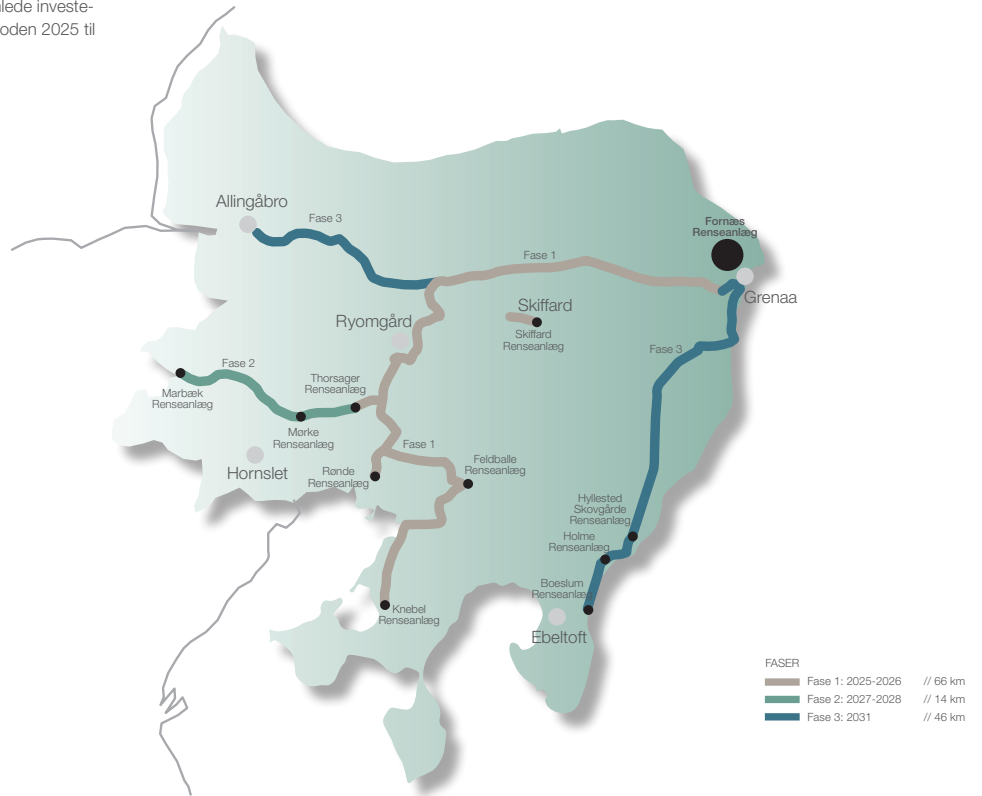 lede investe-
oden 2025 til
Allingåbro
Fase 3
Fornæs
Renseanlæg
Fase 1
Grenaa
Skiffard
Ryomgård
Skiffard
Renseanlæg
Fase 3
Fase 2
Thorsager
Renseanlæg
Marbæk
Renseanlæg
Mørke
Renseanlæg
Fase 1
Hornslet
Rønde
Renseanlæg
Feldballe
Renseanlæg
Hyllested
Skovgårde
Renseanlæg
Holme
Renseanlæg
Boeslum
Renseanlæg
Knebel
Renseanlæg
Ebeltoft
FASER
Fase 1: 2025-2026 // 66 km
Fase 2: 2027-2028 // 14 km
Fase 3: 2031 // 46 km